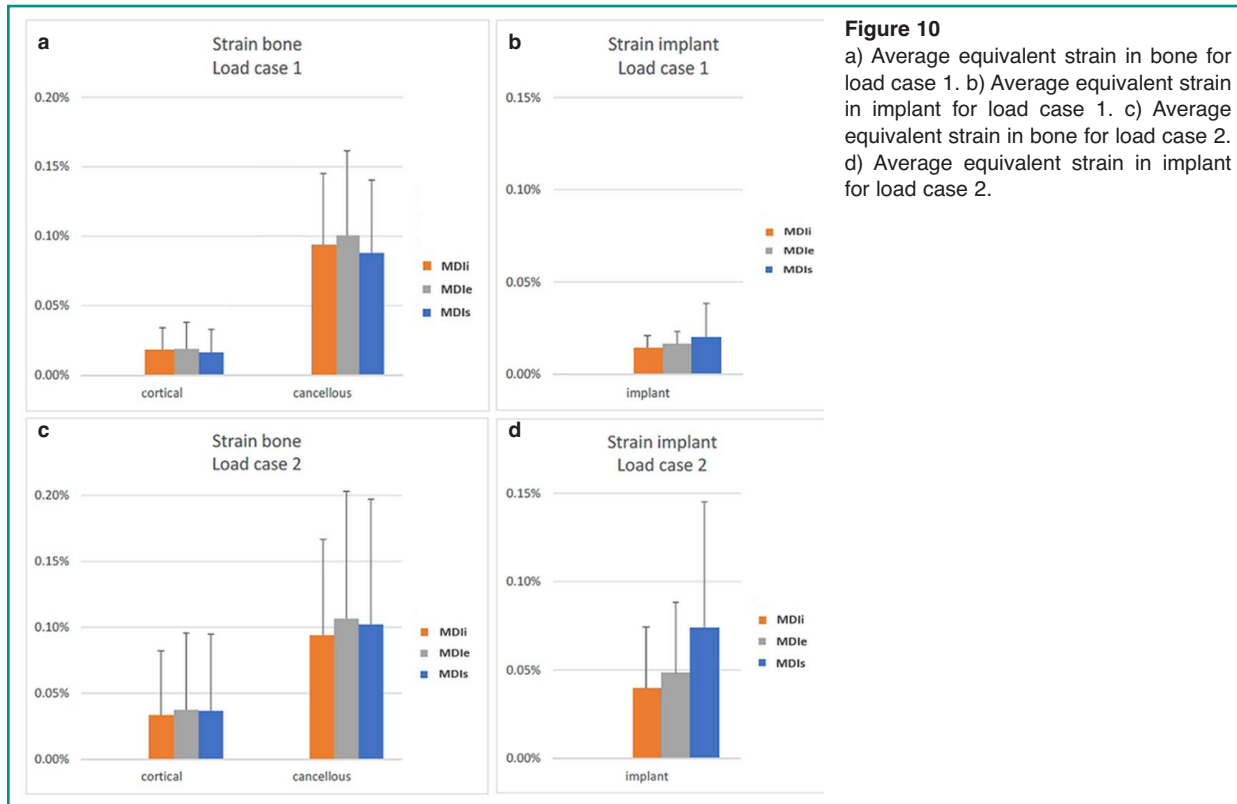 a
Strain bone
Load case 1
0.20%
0.15%
0.10%
0.05%
0.00%
cortical
cancellous
MDIi
MDIe
MDIs
b
Strain implant
Load case 1
0.15%
0.10%
0.05%
0.00%
implant
MDIi
MDIe
MDIs
c
Strain bone
Load case 2
0.20%
0.15%
0.10%
0.05%
0.00%
cortical
cancellous
MDIi
MDIe
MDIs
d
Strain implant
Load case 2
0.15%
0.10%
0.05%
0.00%
implant
MDIi
MDIe
MDIs
Figure 10
a) Average equivalent strain in bone for
load case 1. b) Average equivalent strain
in implant for load case 1. c) Average
equivalent strain in bone for load case 2.
d) Average equivalent strain in implant
for load case 2.